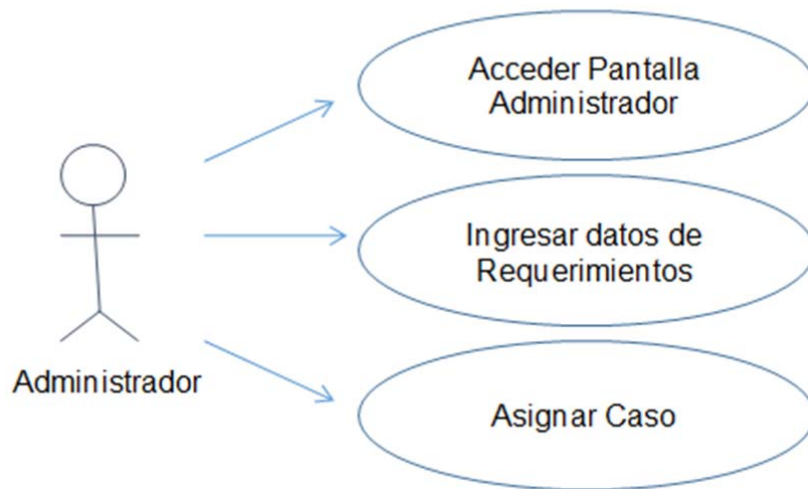 Acceder Pantalla
Administrador
Ingresar datos de
Requerimientos
Administrador
Asignar Caso